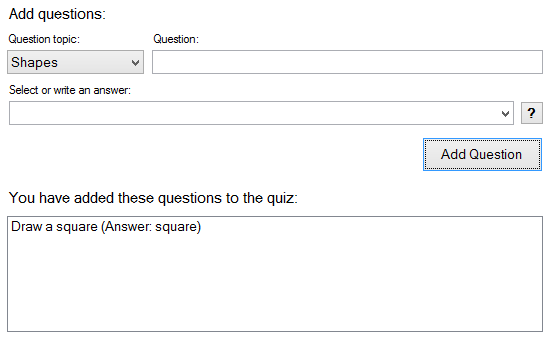 Add questions:
Question topic: Question:
Shapes
Select or write an answer:
?
Add Question
You have added these questions to the quiz:
Draw a square (Answer: square)